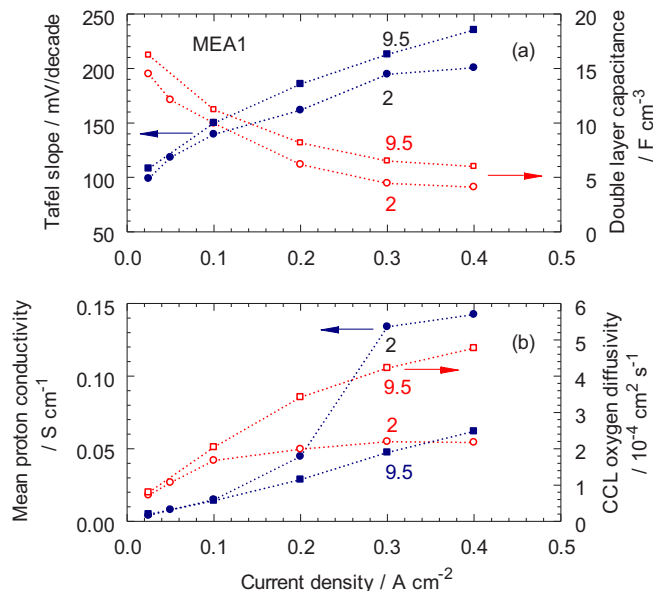 MEA1
(a)
9.5
2
9.5
2
250
200
150
100
50
Tafel slope / mV/decade
20
15
10
5
0
Double layer capacitance
/ F cm-3
0.0 0.1 0.2 0.3 0.4 0.5
(b)
2
9.5
2
9.5
0.15
0.10
0.05
0.00
Mean proton conductivity
/ S cm-1
6
5
4
3
2
1
0
CCL oxygen diffusivity
/ 10-4 cm2 s-1
0.0 0.1 0.2 0.3 0.4 0.5
Current density / A cm-2